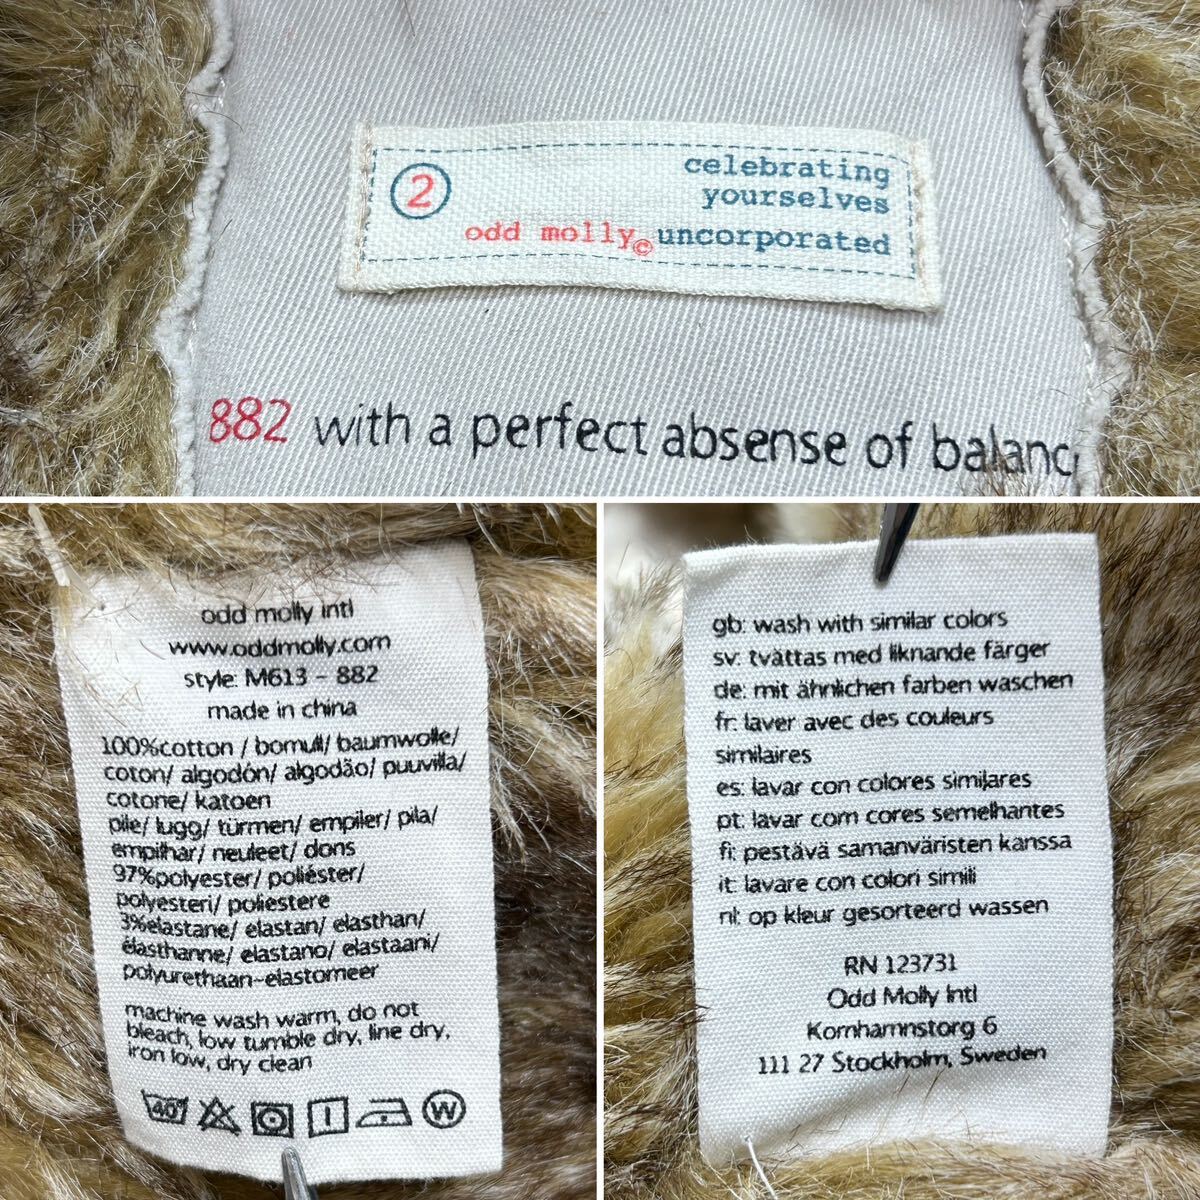 2
celebrating
yourselves
odd molly© uncorporated
882 with a perfect absense of balanc
odd molly intl
www.oddmolly.com
style: M613 - 882
made in china
100%cotton / bomull/ baumwolle/
coton/ algodón/ algodão/ puuvilla/
cotone/ katoen
pile/ lugg/ türmen/ empiler/ pila/
empilhar/ neuleet/ dons
97%polyester/ poliéster/
polyesteri/ poliestere
3%elastane/ elastan/ elasthan/
élasthanne/ elastano/ elastaani/
polyurethaan-elastomeer
machine wash warm, do not
bleach, low tumble dry, line dry,
iron low, dry clean
40° W
gb: wash with similar colors
sv: tvättas med liknande färger
de: mit ähnlichen farben waschen
fr: laver avec des couleurs
similaires
es: lavar con colores similares
pt: lavar com cores semelhantes
fi: pestävä samanväristen kanssa
it: lavare con colori simili
nl: op kleur gesorteerd wassen
RN 123731
Odd Molly Intl
Kornhamnstorg 6
111 27 Stockholm, Sweden